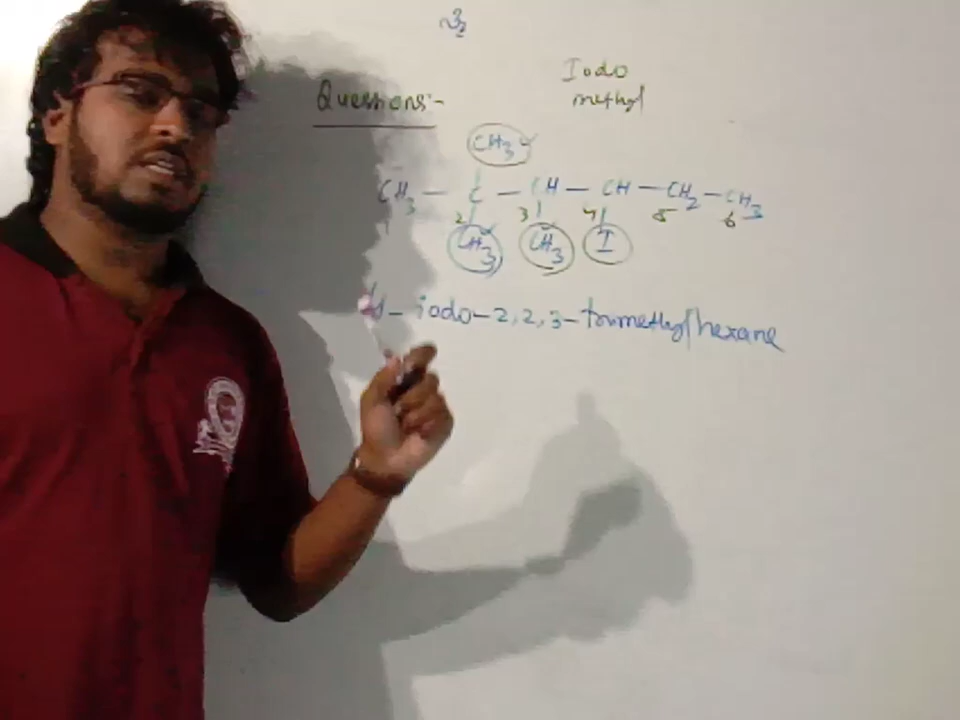 Iodo
methyl
Questions:-
CH3
CH3 — C — CH — CH — CH2 — CH3
1 2 3 4 5 6
CH3 CH3 I
4 - iodo-2,2,3-trimethylhexane